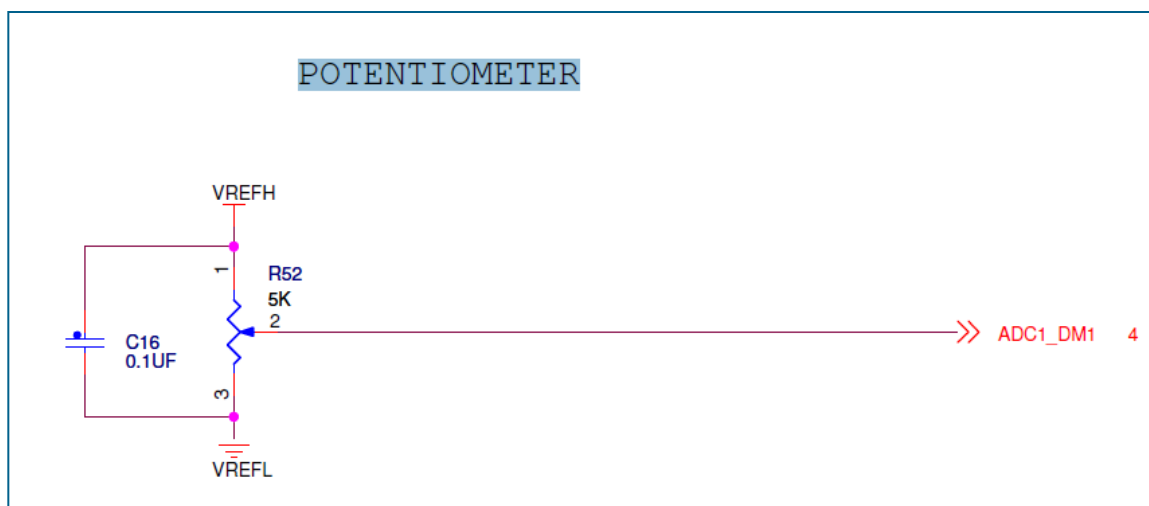 POTENTIOMETER
VREFH
1
R52
5K
2
C16
0.1UF
ADC1_DM1 4
3
VREFL